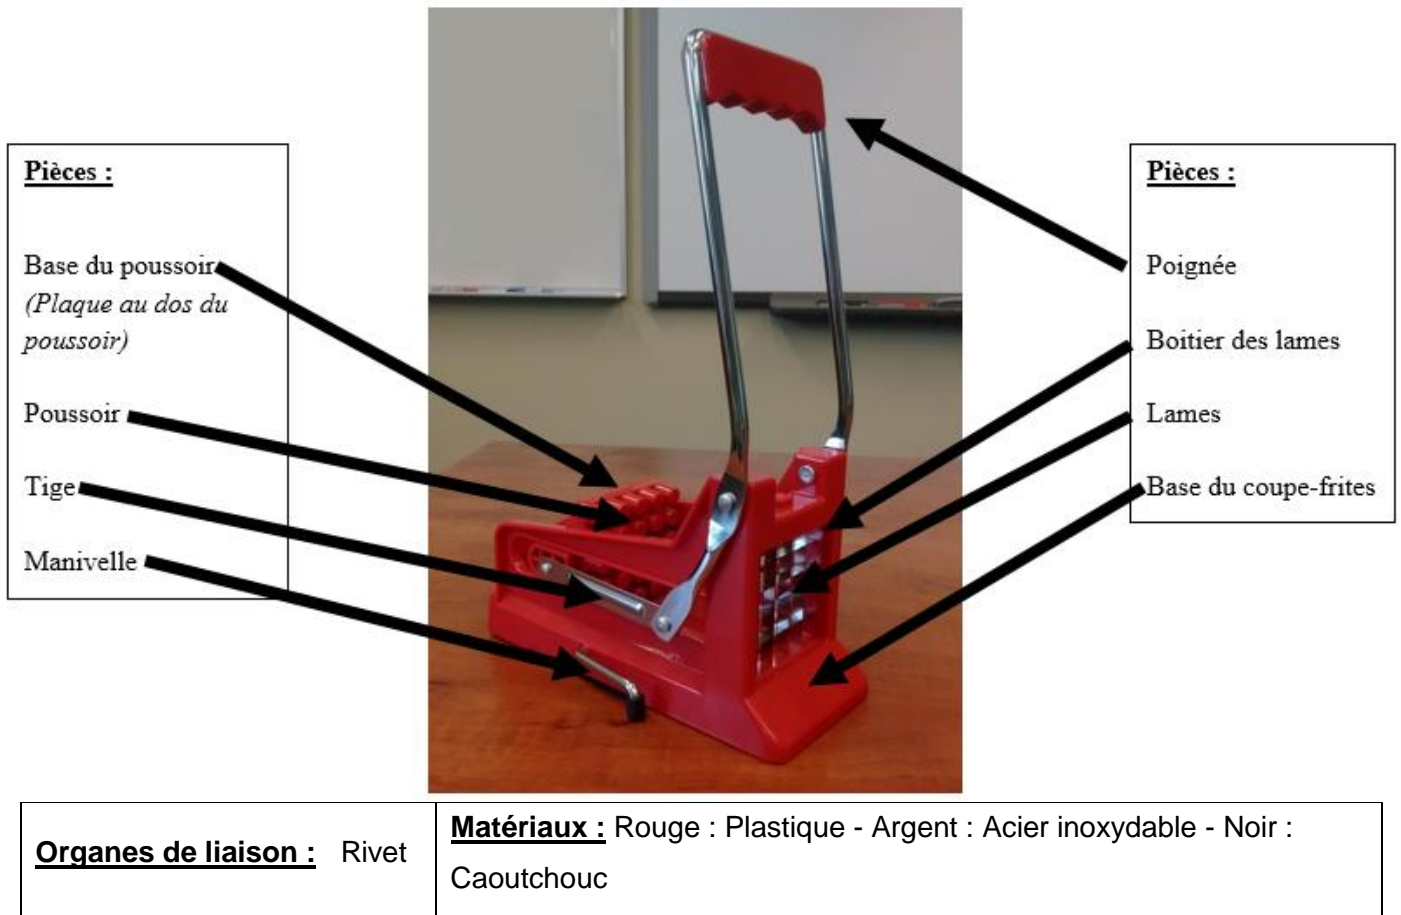 Pièces :
Base du poussoir
(Plaque au dos du
poussoir)
Poussoir
Tige
Manivelle
Pièces :
Poignée
Boitier des lames
Lames
Base du coupe-frites
Organes de liaison : Rivet
Matériaux : Rouge : Plastique - Argent : Acier inoxydable - Noir :
Caoutchouc